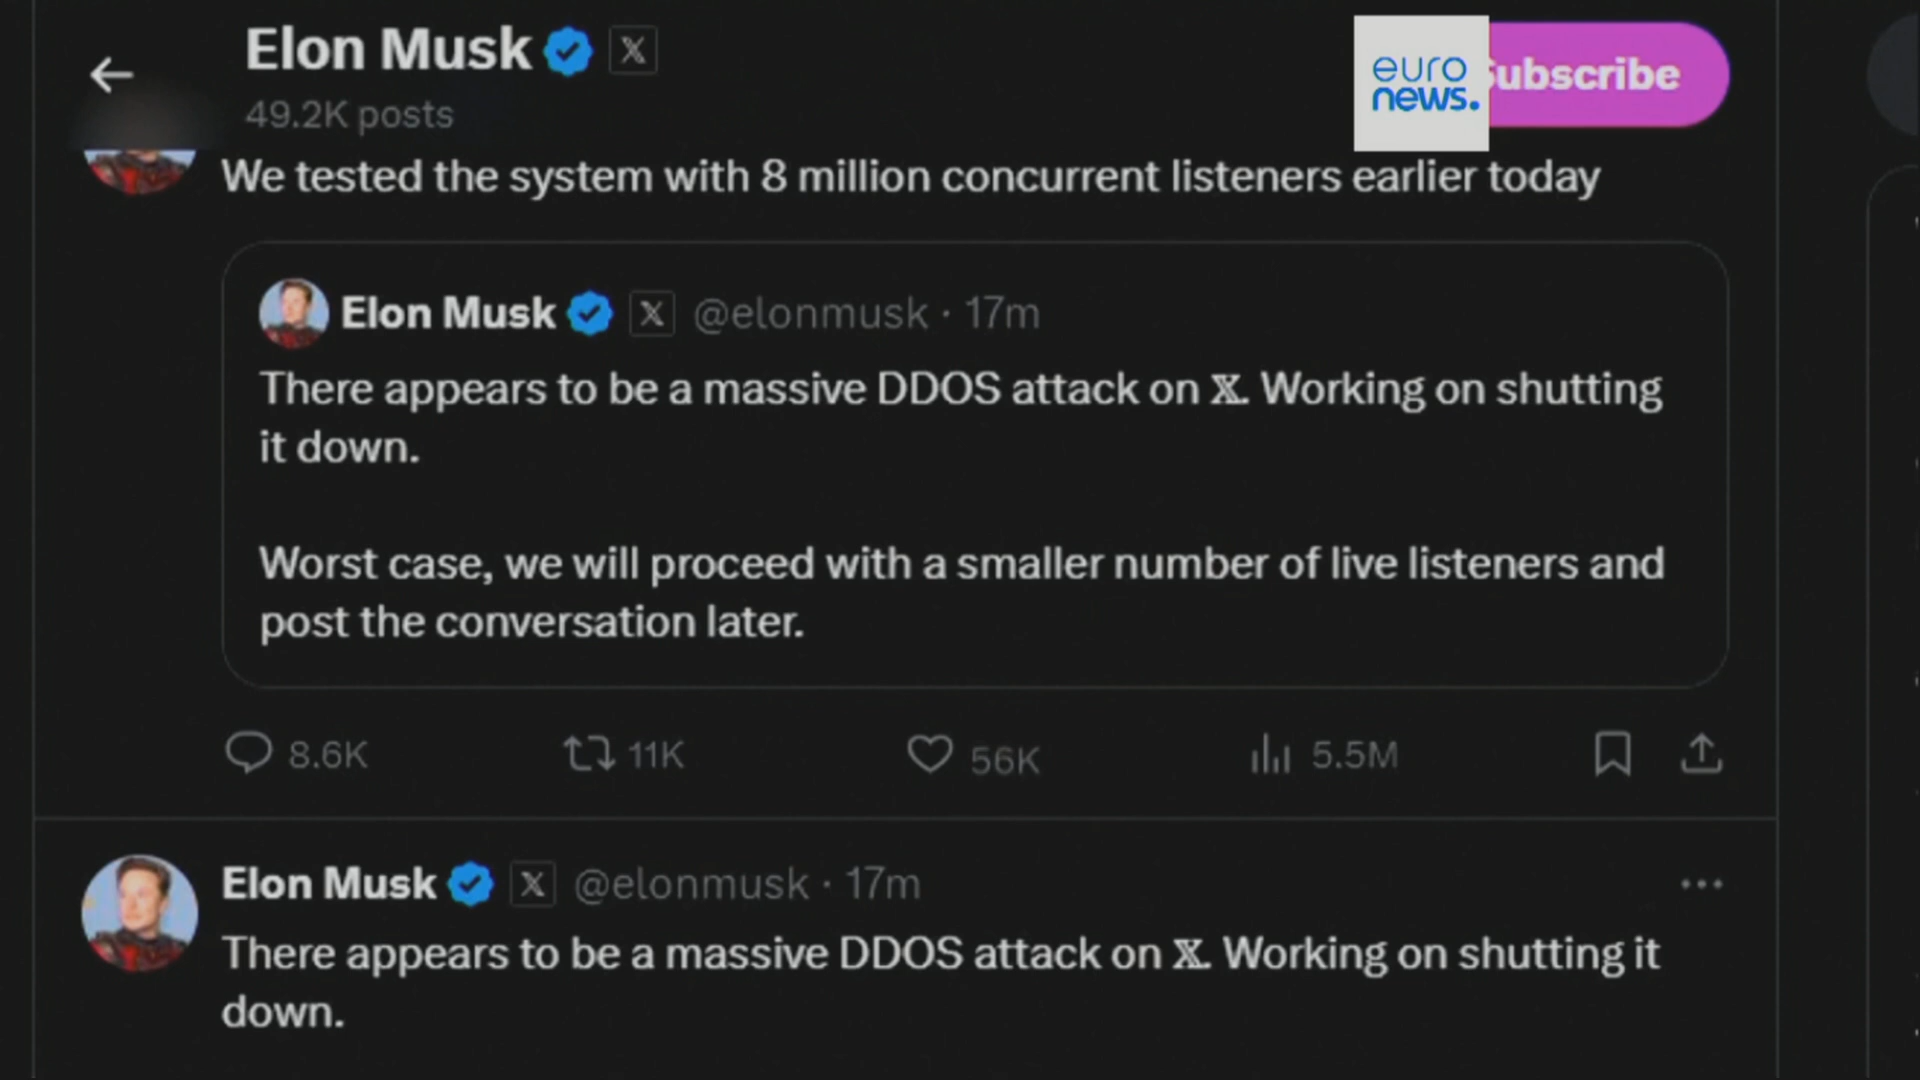 Elon Musk X
49.2K posts
euro
news.
Subscribe
We tested the system with 8 million concurrent listeners earlier today
Elon Musk X @elonmusk · 17m
There appears to be a massive DDOS attack on 𝕏. Working on shutting
it down.
Worst case, we will proceed with a smaller number of live listeners and
post the conversation later.
8.6K 11K 56K 5.5M
Elon Musk X @elonmusk · 17m
There appears to be a massive DDOS attack on 𝕏. Working on shutting it
down.